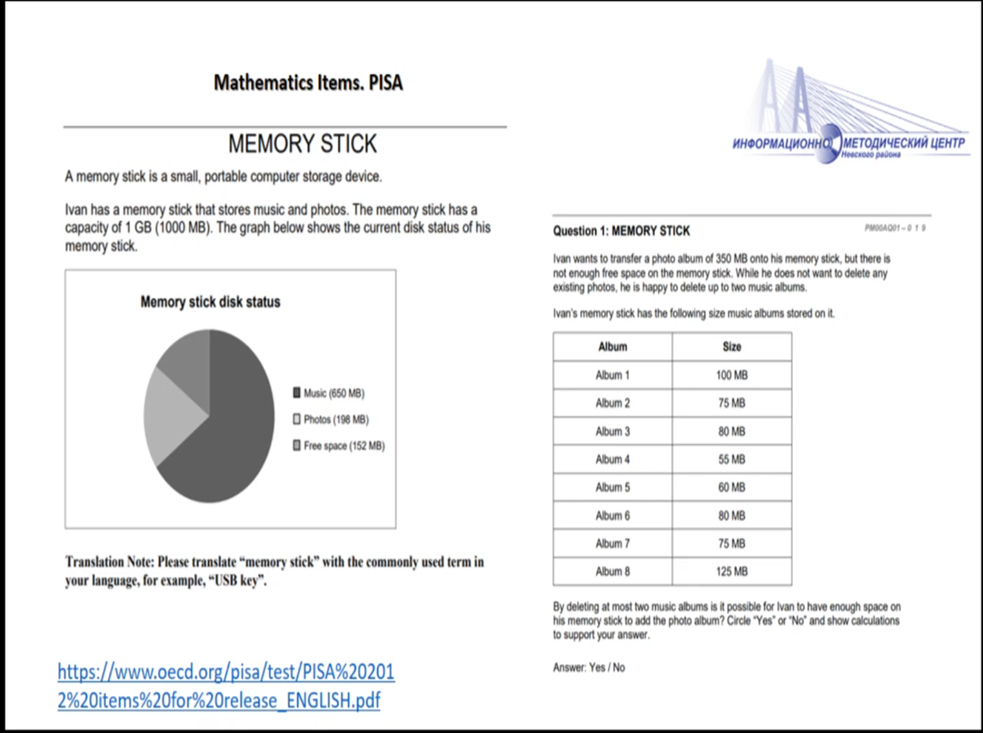 Mathematics Items. PISA
MEMORY STICK
A memory stick is a small, portable computer storage device.
Ivan has a memory stick that stores music and photos. The memory stick has a
capacity of 1 GB (1000 MB). The graph below shows the current disk status of his
memory stick.
Memory stick disk status
Music (650 MB)
Photos (198 MB)
Free space (152 MB)
Translation Note: Please translate “memory stick” with the commonly used term in
your language, for example, “USB key”.
https://www.oecd.org/pisa/test/PISA%20201
2%20items%20for%20release_ENGLISH.pdf
ИНФОРМАЦИОННО МЕТОДИЧЕСКИЙ ЦЕНТР
Невского района
Question 1: MEMORY STICK PM00AQ01 – 0 1 9
Ivan wants to transfer a photo album of 350 MB onto his memory stick, but there is
not enough free space on the memory stick. While he does not want to delete any
existing photos, he is happy to delete up to two music albums.
Ivan's memory stick has the following size music albums stored on it.
Album Size
Album 1 100 MB
Album 2 75 MB
Album 3 80 MB
Album 4 55 MB
Album 5 60 MB
Album 6 80 MB
Album 7 75 MB
Album 8 125 MB
By deleting at most two music albums is it possible for Ivan to have enough space on
his memory stick to add the photo album? Circle “Yes” or “No” and show calculations
to support your answer.
Answer: Yes / No